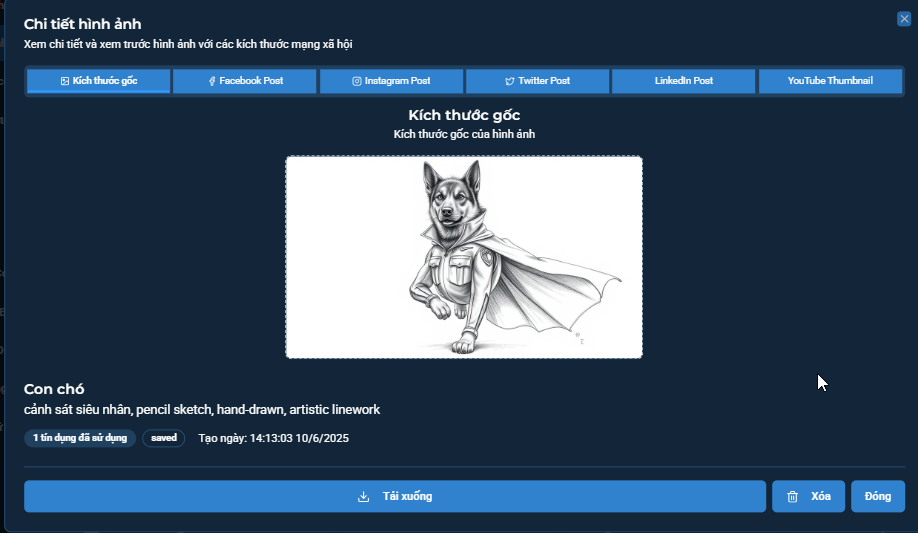 Chi tiết hình ảnh
Xem chi tiết và xem trước hình ảnh với các kích thước mạng xã hội
Kích thước gốc
Facebook Post
Instagram Post
Twitter Post
LinkedIn Post
YouTube Thumbnail
Kích thước gốc
Kích thước gốc của hình ảnh
Con chó
cảnh sát siêu nhân, pencil sketch, hand-drawn, artistic linework
1 tín dụng đã sử dụng
saved
Tạo ngày: 14:13:03 10/6/2025
Tải xuống
Xóa
Đóng